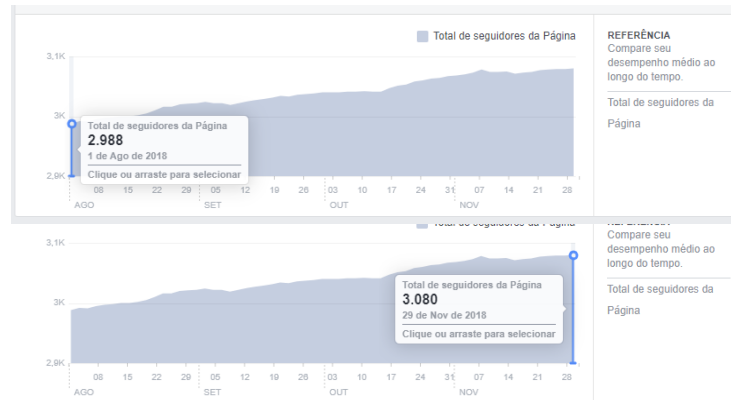 Total de seguidores da Página
REFERÊNCIA
Compare seu
desempenho médio ao
longo do tempo.
Total de seguidores da
Página
3,1K
3K
2,9K
Total de seguidores da Página
2.988
1 de Ago de 2018
Clique ou arraste para selecionar
08 15 22 29 05 12 19 26 03 10 17 24 31 07 14 21 28
AGO SET OUT NOV
Total de seguidores da Página
REFERÊNCIA
Compare seu
desempenho médio ao
longo do tempo.
Total de seguidores da
Página
3,1K
3K
2,9K
Total de seguidores da Página
3.080
29 de Nov de 2018
Clique ou arraste para selecionar
08 15 22 29 05 12 19 26 03 10 17 24 31 07 14 21 28
AGO SET OUT NOV